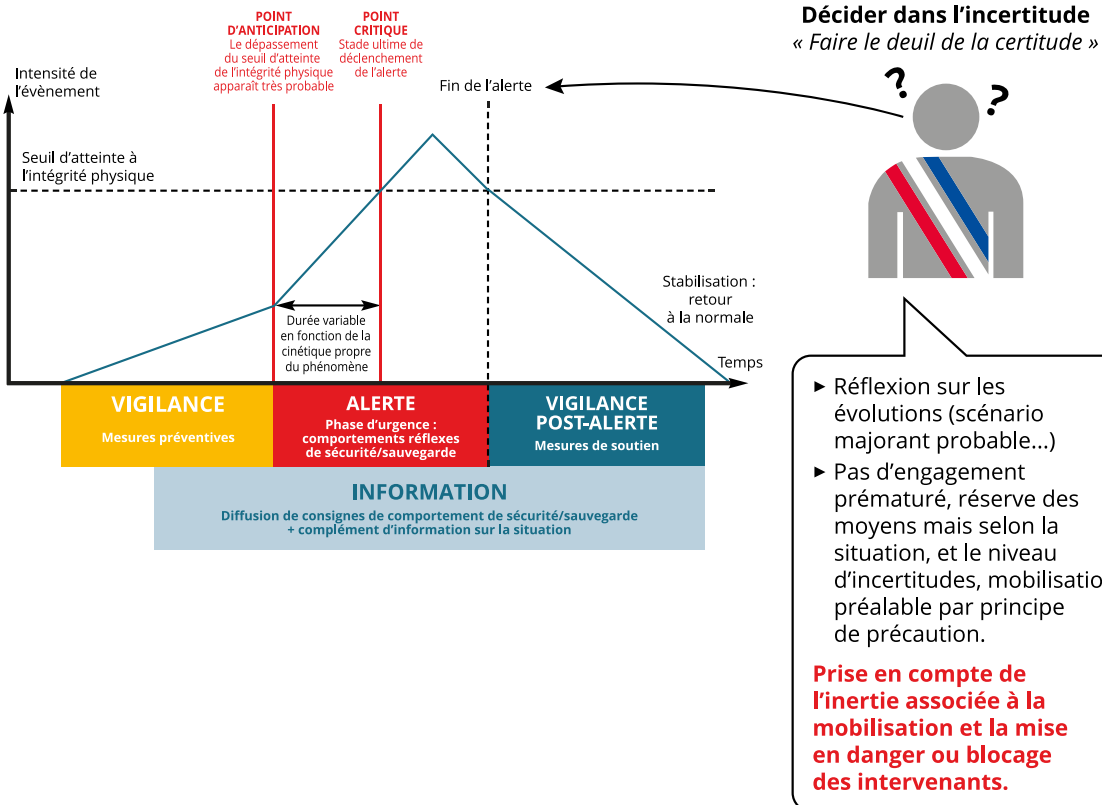 POINT
D'ANTICIPATION
Le dépassement
du seuil d'atteinte
de l'intégrité physique
apparaît très probable
POINT
CRITIQUE
Stade ultime de
déclenchement
de l'alerte
Décider dans l'incertitude
« Faire le deuil de la certitude »
Intensité de
l'évènement
Fin de l'alerte
? ?
Seuil d'atteinte à
l'intégrité physique
Durée variable
en fonction de la
cinétique propre
du phénomène
Stabilisation :
retour
à la normale
Temps
VIGILANCE
Mesures préventives
ALERTE
Phase d'urgence :
comportements réflexes
de sécurité/sauvegarde
VIGILANCE
POST-ALERTE
Mesures de soutien
INFORMATION
Diffusion de consignes de comportement de sécurité/sauvegarde
+ complément d'information sur la situation
► Réflexion sur les
évolutions (scénario
majorant probable...)
► Pas d'engagement
prématuré, réserve des
moyens mais selon la
situation, et le niveau
d'incertitudes, mobilisatio
préalable par principe
de précaution.
Prise en compte de
l'inertie associée à la
mobilisation et la mise
en danger ou blocage
des intervenants.